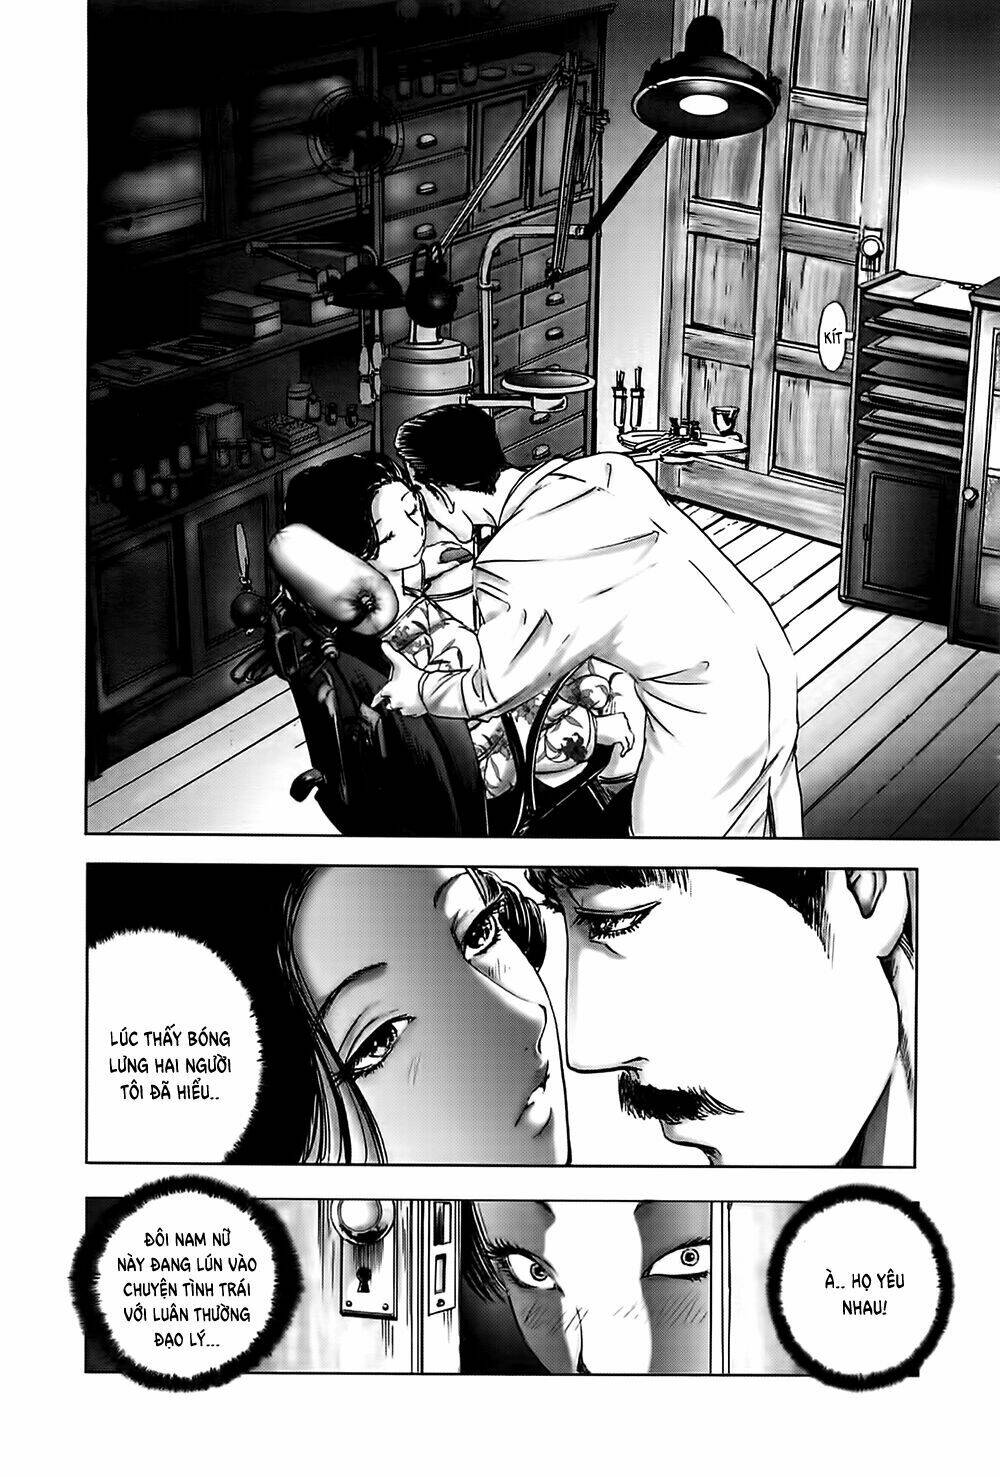 KÍT
LÚC THẤY BÓNG
LƯNG HAI NGƯỜI
TÔI ĐÃ HIỂU..
ĐÔI NAM NỮ
NÀY ĐANG LÚN VÀO
CHUYỆN TÌNH TRÁI
VỚI LUÂN THƯỜNG
ĐẠO LÝ...
À.. HỌ YÊU
NHAU!